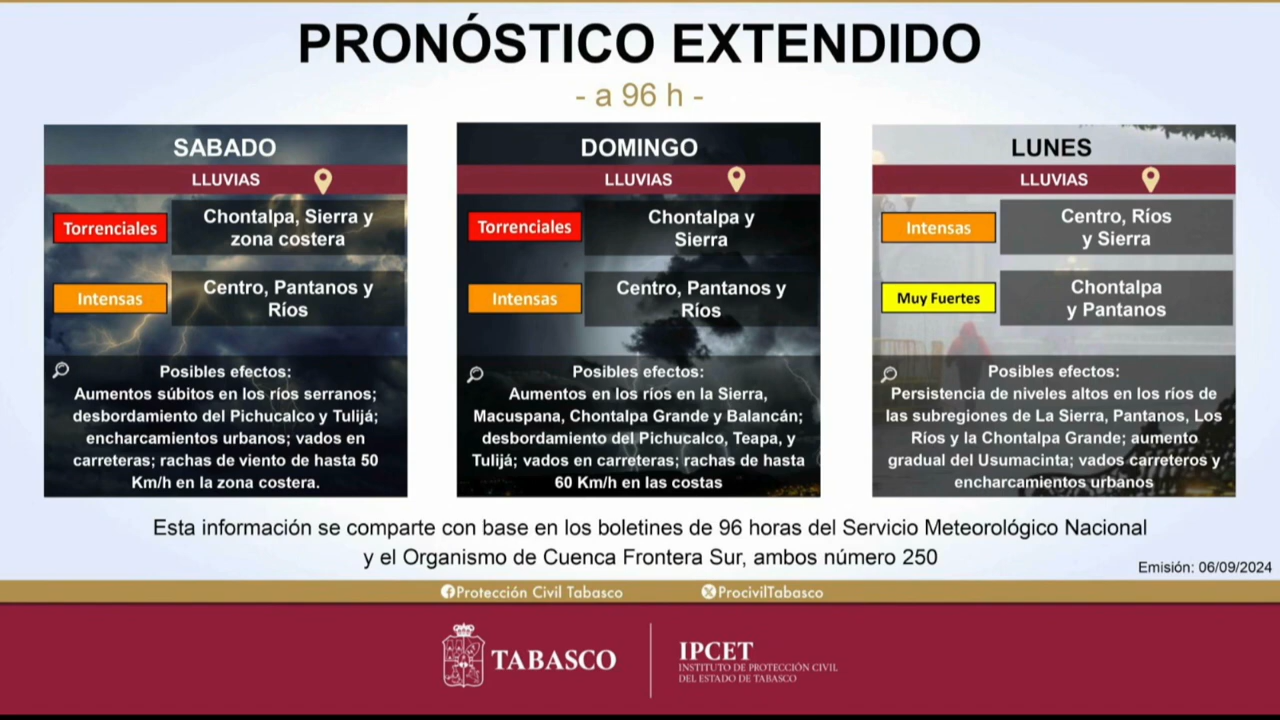 PRONÓSTICO EXTENDIDO
- a 96 h -
SABADO
LLUVIAS
Torrenciales
Chontalpa, Sierra y
zona costera
Intensas
Centro, Pantanos y
Ríos
Posibles efectos:
Aumentos súbitos en los ríos serranos;
desbordamiento del Pichucalco y Tulijá;
encharcamientos urbanos; vados en
carreteras; rachas de viento de hasta 50
Km/h en la zona costera.
DOMINGO
LLUVIAS
Torrenciales
Chontalpa y
Sierra
Intensas
Centro, Pantanos y
Ríos
Posibles efectos:
Aumentos en los ríos en la Sierra,
Macuspana, Chontalpa Grande y Balancán;
desbordamiento del Pichucalco, Teapa, y
Tulijá; vados en carreteras; rachas de hasta
60 Km/h en las costas
LUNES
LLUVIAS
Intensas
Centro, Ríos
y Sierra
Muy Fuertes
Chontalpa
y Pantanos
Posibles efectos:
Persistencia de niveles altos en los ríos de
las subregiones de La Sierra, Pantanos, Los
Ríos y la Chontalpa Grande; aumento
gradual del Usumacinta; vados carreteros y
encharcamientos urbanos
Esta información se comparte con base en los boletines de 96 horas del Servicio Meteorológico Nacional
y el Organismo de Cuenca Frontera Sur, ambos número 250
Emisión: 06/09/2024
Protección Civil Tabasco
ProcivilTabasco
TABASCO
IPCET
INSTITUTO DE PROTECCIÓN CIVIL
DEL ESTADO DE TABASCO